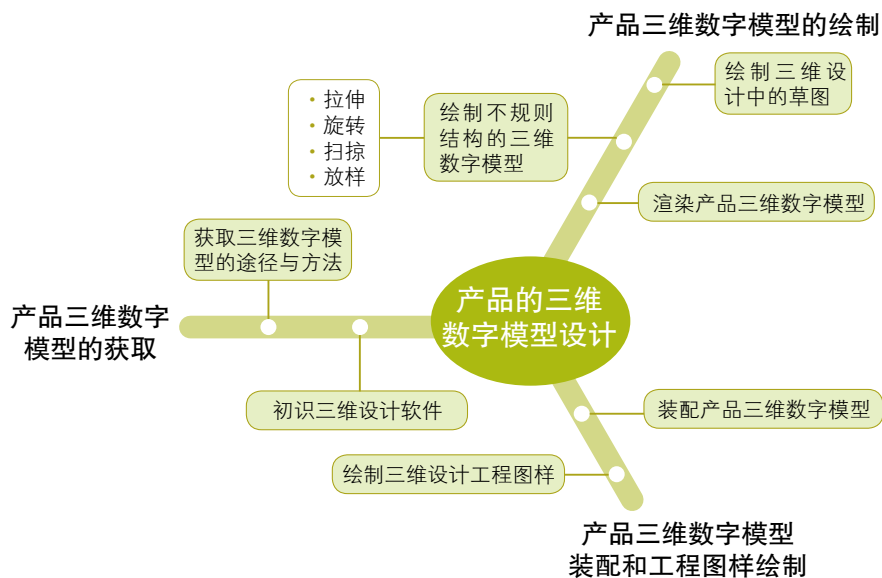 产品三维数字模型的绘制
绘制三维设
计中的草图
• 拉伸
• 旋转
• 扫掠
• 放样
绘制不规则
结构的三维
数字模型
渲染产品三维数字模型
获取三维数字模
型的途径与方法
产品三维数字
模型的获取
产品的三维
数字模型设计
初识三维设计软件
装配产品三维数字模型
绘制三维设计工程图样
产品三维数字模型
装配和工程图样绘制